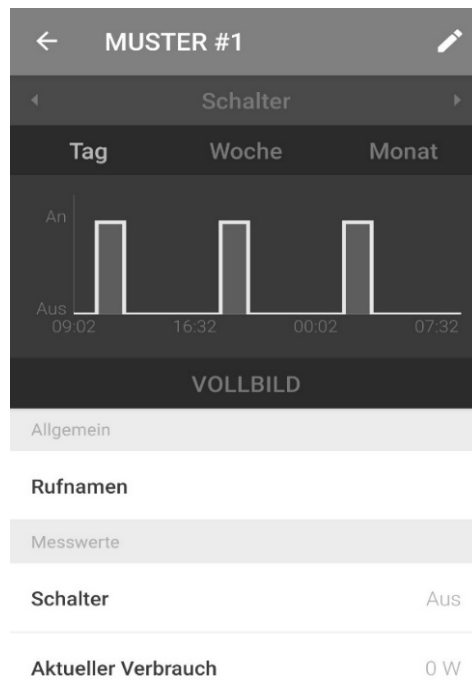 MUSTER #1
Schalter
Tag Woche Monat
An
Aus
09:02 16:32 00:02 07:32
VOLLBILD
Allgemein
Rufnamen
Messwerte
Schalter Aus
Aktueller Verbrauch 0 W